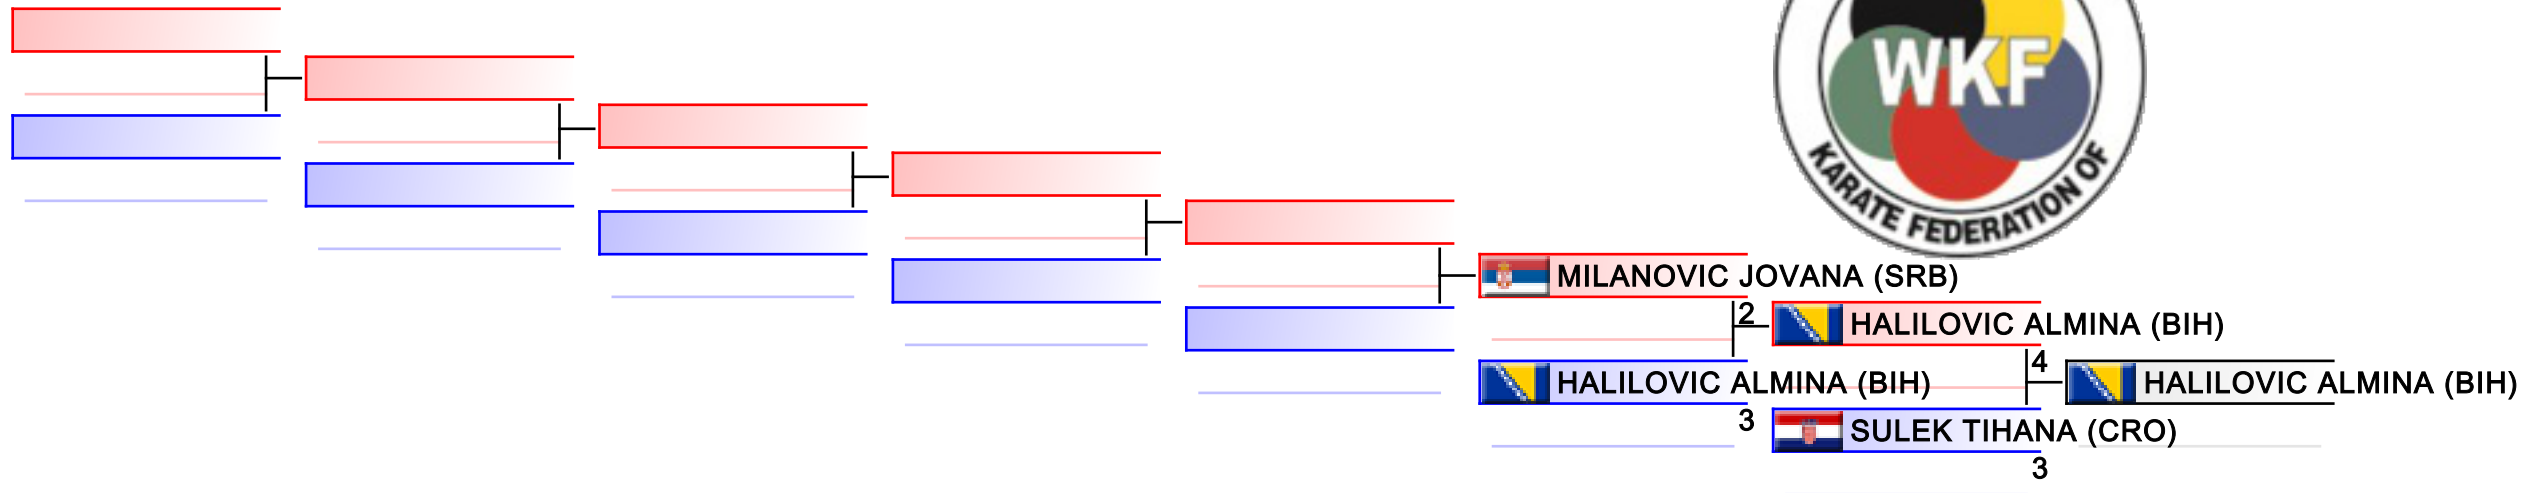 WKF
KARATE FEDERATION OF
MILANOVIC JOVANA (SRB)
2
HALILOVIC ALMINA (BIH)
4
HALILOVIC ALMINA (BIH)
HALILOVIC ALMINA (BIH)
3
SULEK TIHANA (CRO)
3